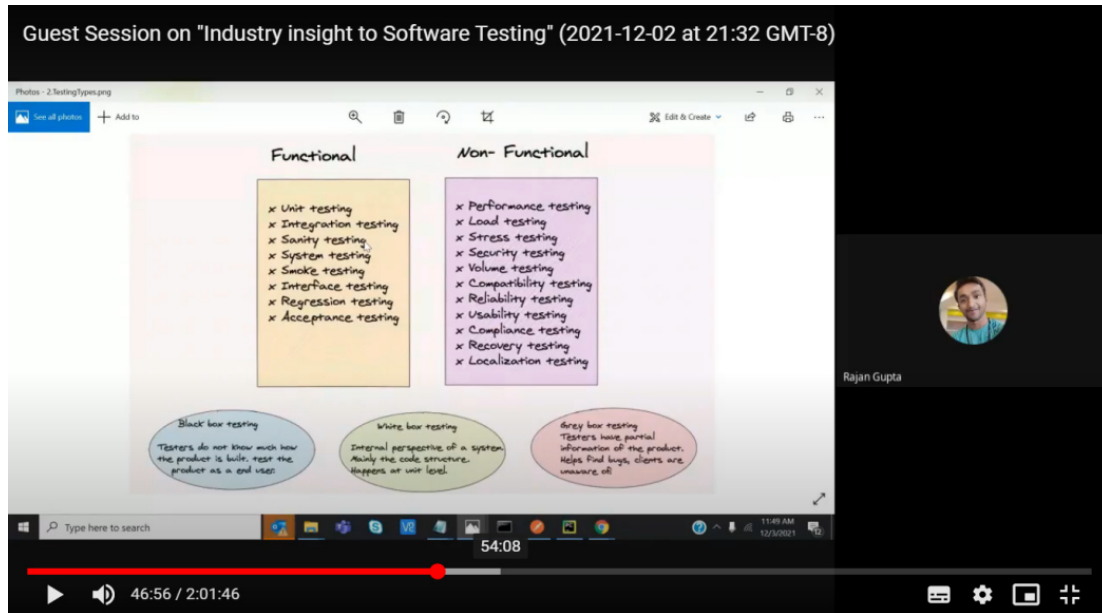 Guest Session on "Industry insight to Software Testing" (2021-12-02 at 21:32 GMT-8)
Photos - 2.TestingTypes.png
See all photos
Add to
Edit & Create
Functional
Non- Functional
x Unit testing
x Integration testing
x Sanity testing
x System testing
x Smoke testing
x Interface testing
x Regression testing
x Acceptance testing
x Performance testing
x Load testing
x Stress testing
x Security testing
x Volume testing
x Compatibility testing
x Reliability testing
x Usability testing
x Compliance testing
x Recovery testing
x Localization testing
Black box testing
Testers do not know much how
the product is built. test the
product as a end user.
White box testing
Internal perspective of a system.
Mainly the code structure.
Happens at unit level.
Grey box testing
Testers have partial
information of the product.
Helps find bugs, clients are
unaware of.
Rajan Gupta
Type here to search
11:49 AM
12/3/2021
54:08
46:56 / 2:01:46